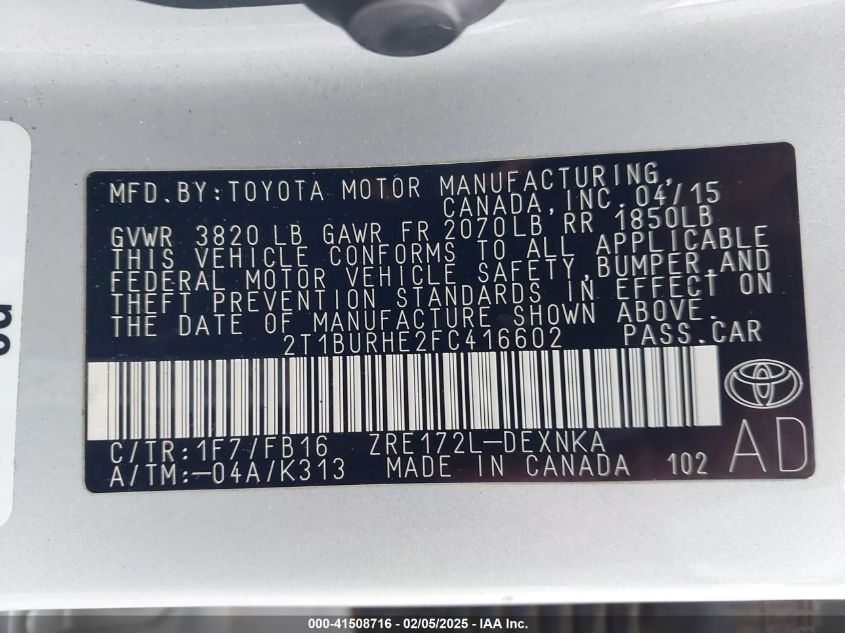 MFD.BY:TOYOTA MOTOR MANUFACTURING,
CANADA,INC.04/15
GVWR 3820 LB GAWR FR 2070LB,RR 1850LB
THIS VEHICLE CONFORMS TO ALL APPLICABLE
FEDERAL MOTOR VEHICLE SAFETY,BUMPER,AND
THEFT PREVENTION STANDARDS IN EFFECT ON
THE DATE OF MANUFACTURE SHOWN ABOVE.
2T1BURHE2FC416602 PASS.CAR
C/TR:1F7/FB16 ZRE172L-DEXNKA
A/TM:-04A/K313 MADE IN CANADA 102 AD
000-41508716 - 02/05/2025 - IAA Inc.